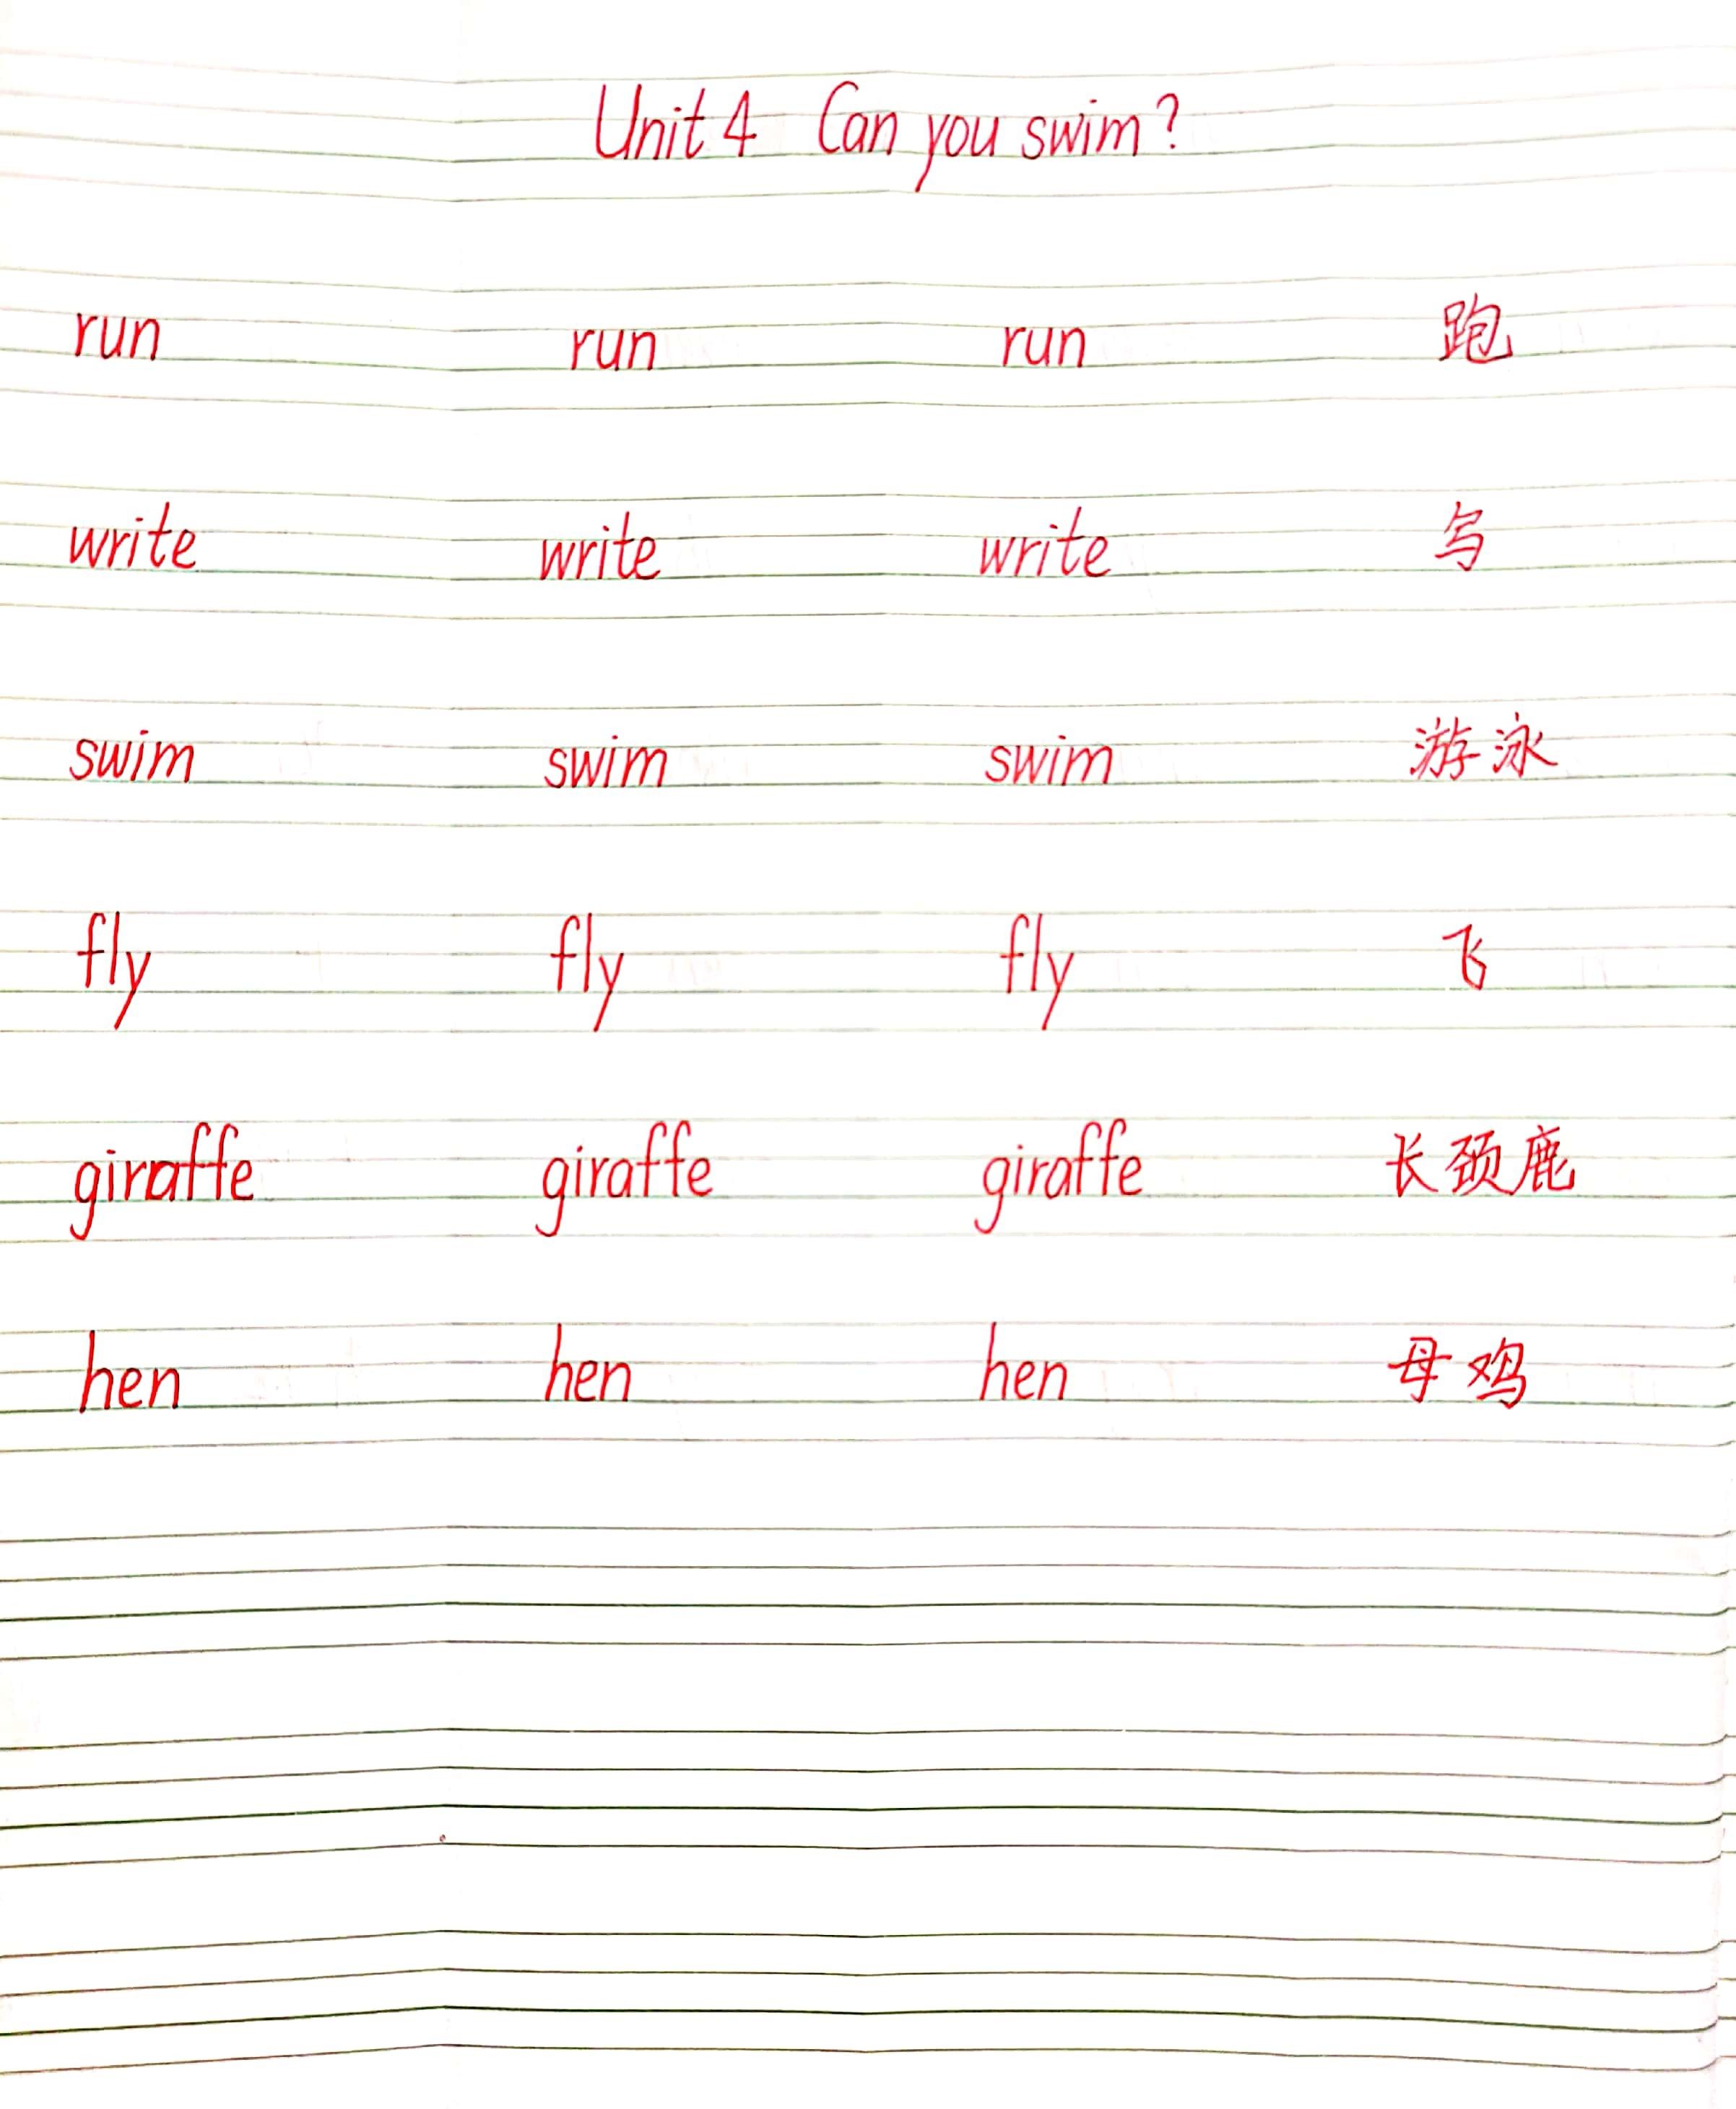 Unit 4 Can you swim?
run run run 跑
write write write 写
swim swim swim 游泳
fly fly fly 飞
giraffe giraffe giraffe 长颈鹿
hen hen hen 母鸡